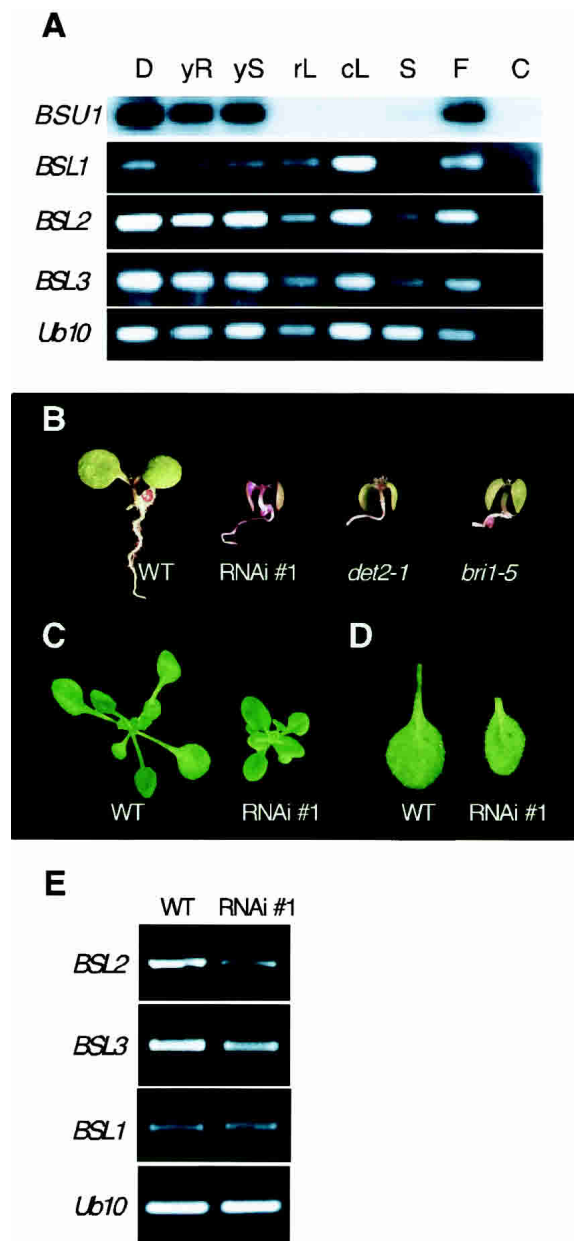 A
D yR yS rL cL S F C
BSU1
BSL1
BSL2
BSL3
Ub10
B
WT RNAi #1 det2-1 bri1-5
C D
WT RNAi #1 WT RNAi #1
E
WT RNAi #1
BSL2
BSL3
BSL1
Ub10